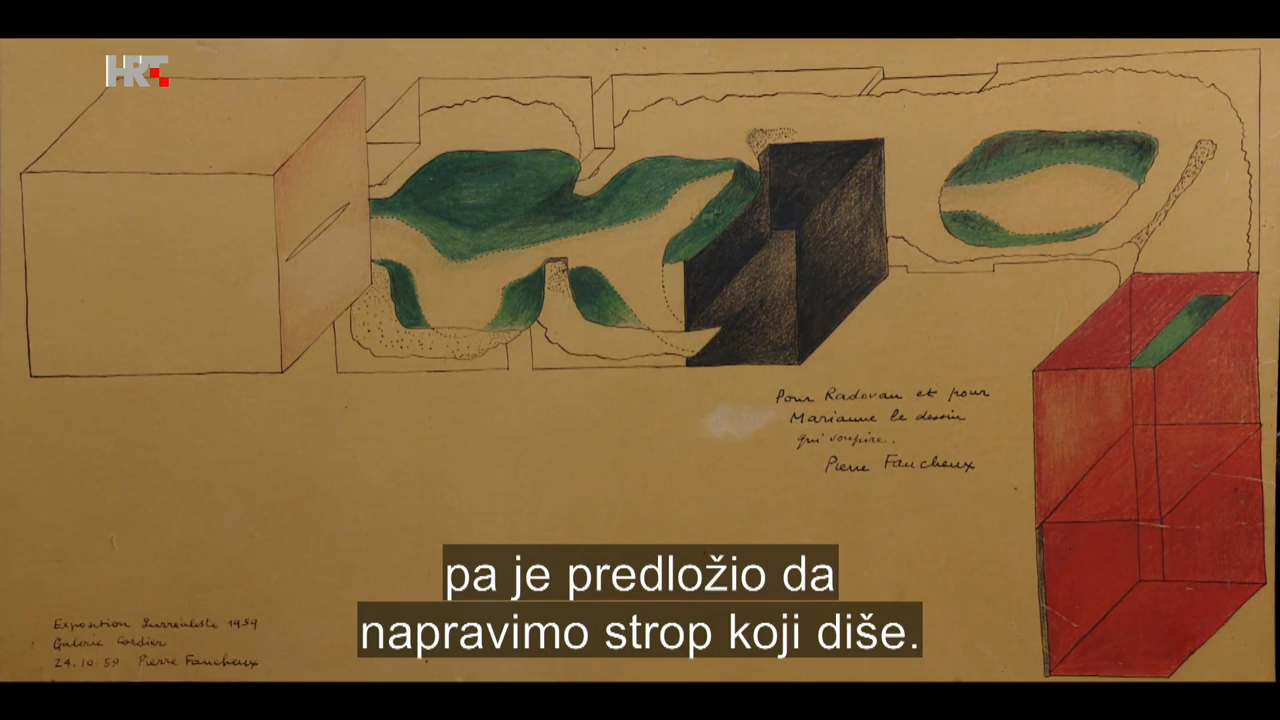 HRT
Pour Radovan et pour
Marianne le dessin
qui soupire.
Pierre Faucheux
Exposition Surréaliste 1959
Galerie Cordier
24.10.59 Pierre Faucheux
pa je predložio da
napravimo strop koji diše.